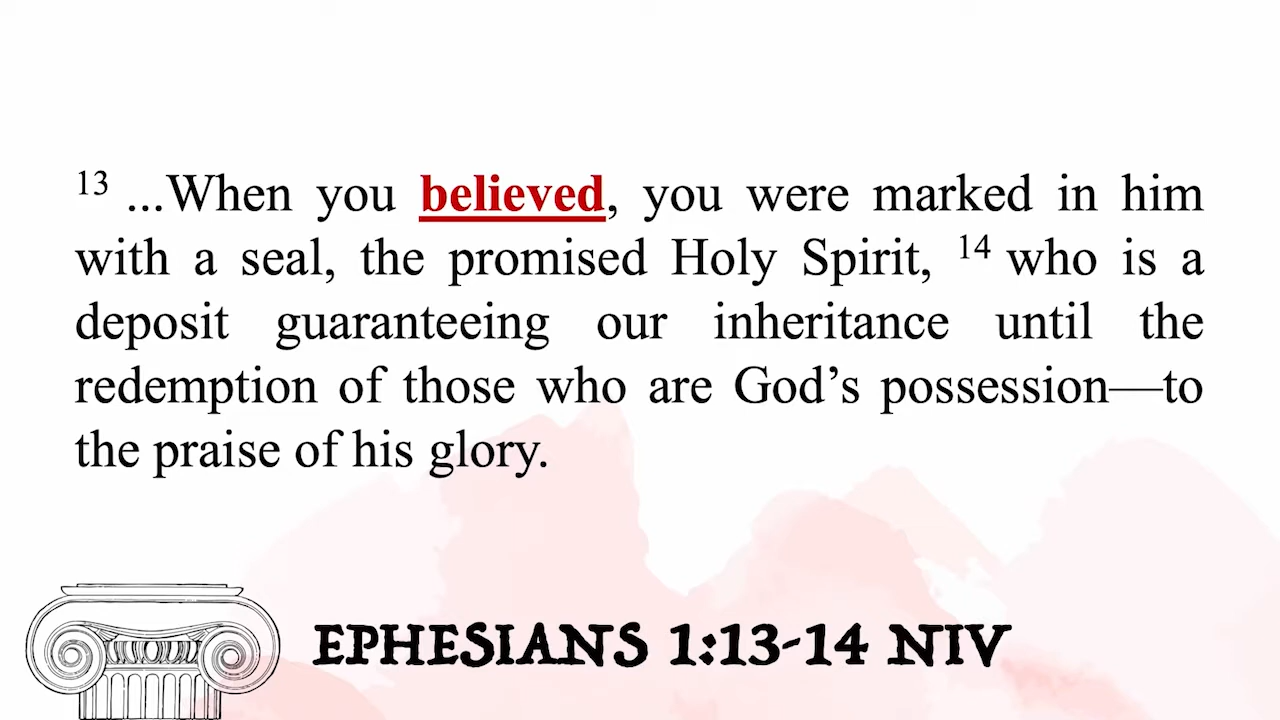 13 ...When you believed, you were marked in him
with a seal, the promised Holy Spirit, 14 who is a
deposit guaranteeing our inheritance until the
redemption of those who are God’s possession—to
the praise of his glory.
EPHESIANS 1:13-14 NIV